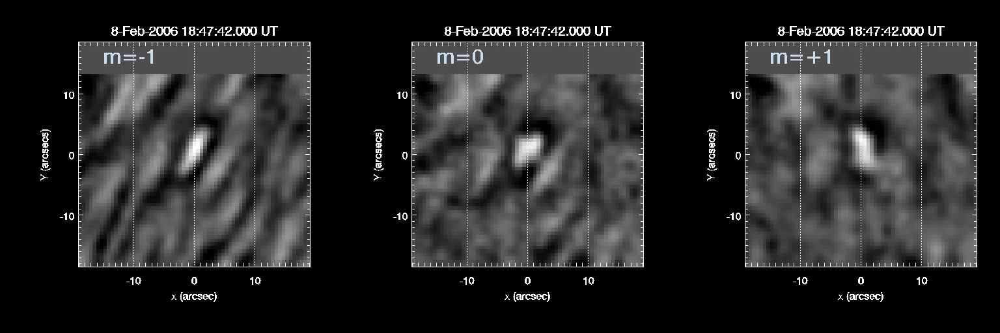 8-Feb-2006 18:47:42.000 UT
m=-1
10
0
-10
Y (arcsecs)
-10 0 10
x (arcsec)
8-Feb-2006 18:47:42.000 UT
m=0
10
0
-10
Y (arcsecs)
-10 0 10
x (arcsec)
8-Feb-2006 18:47:42.000 UT
m=+1
10
0
-10
Y (arcsecs)
-10 0 10
x (arcsec)